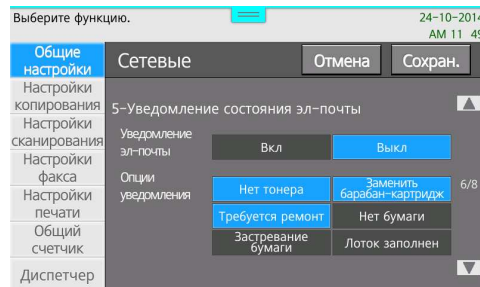 Выберите функцию.
24-10-2014
AM 11 49
Общие
настройки
Сетевые
Отмена
Сохран.
Настройки
копирования
Настройки
сканирования
Настройки
факса
Настройки
печати
Общий
счетчик
Диспетчер
5-Уведомление состояния эл-почты
Уведомление
эл-почты
Вкл
Выкл
Опции
уведомления
Нет тонера
Заменить
барабан-картридж
6/8
Требуется ремонт
Нет бумаги
Застревание
бумаги
Лоток заполнен